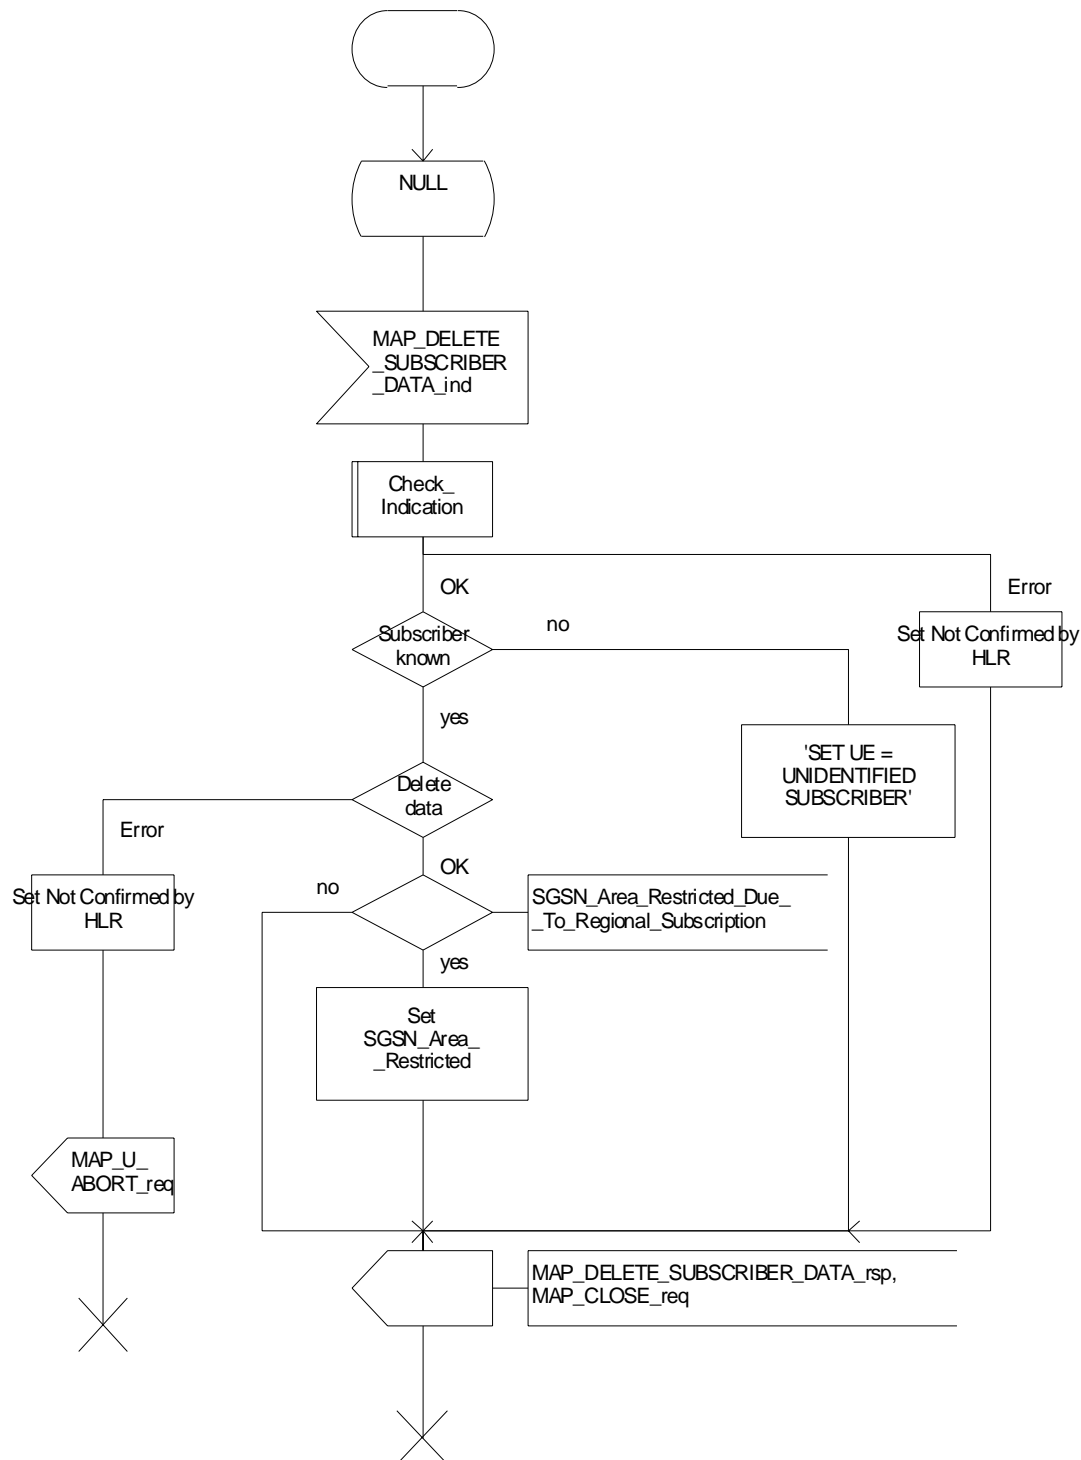 NULL
MAP_DELETE
_SUBSCRIBER
_DATA_ind
Check_
Indication
OK
Error
Subscriber
known
no
Set Not Confirmed by
HLR
yes
'SET UE =
UNIDENTIFIED
SUBSCRIBER'
Delete
data
Error
OK
Set Not Confirmed by
HLR
no
SGSN_Area_Restricted_Due_
_To_Regional_Subscription
yes
Set
SGSN_Area_
_Restricted
MAP_U_
ABORT_req
MAP_DELETE_SUBSCRIBER_DATA_rsp,
MAP_CLOSE_req